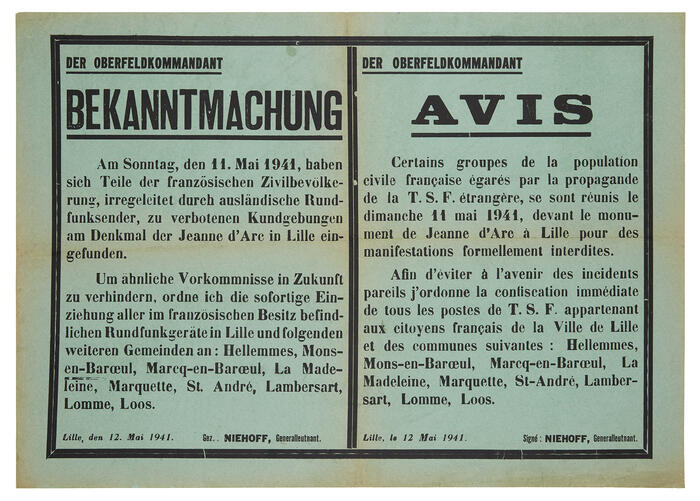 DER OBERFELDKOMMANDANT
BEKANNTMACHUNG
Am Sonntag, den 11. Mai 1941, haben
sich Teile der französischen Zivilbevölke-
rung, irregeleitet durch ausländische Rund-
funksender, zu verbotenen Kundgebungen
am Denkmal der Jeanne d'Arc in Lille ein-
gefunden.
Um ähnliche Vorkommnisse in Zukunft
zu verhindern, ordne ich die sofortige Ein-
ziehung aller im französischen Besitz befind-
lichen Rundfunkgeräte in Lille und folgenden
weiteren Gemeinden an : Hellemmes, Mons-
en-Barœul, Marcq-en-Barœul, La Made-
leine, Marquette, St. André, Lambersart,
Lomme, Loos.
Lille, den 12. Mai 1941. Gez.. NIEHOFF, Generalleutnant.
DER OBERFELDKOMMANDANT
AVIS
Certains groupes de la population
civile française égarés par la propagande
de la T. S. F. étrangère, se sont réunis le
dimanche 11 mai 1941, devant le monu-
ment de Jeanne d'Arc à Lille pour des
manifestations formellement interdites.
Afin d'éviter à l'avenir des incidents
pareils j'ordonne la confiscation immédiate
de tous les postes de T. S. F. appartenant
aux citoyens français de la Ville de Lille
et des communes suivantes : Hellemmes,
Mons-en-Barœul, Marcq-en-Barœul, La
Madeleine, Marquette, St-André, Lamber-
sart, Lomme, Loos.
Lille, le 12 Mai 1941. Signé : NIEHOFF, Generalleutnant.